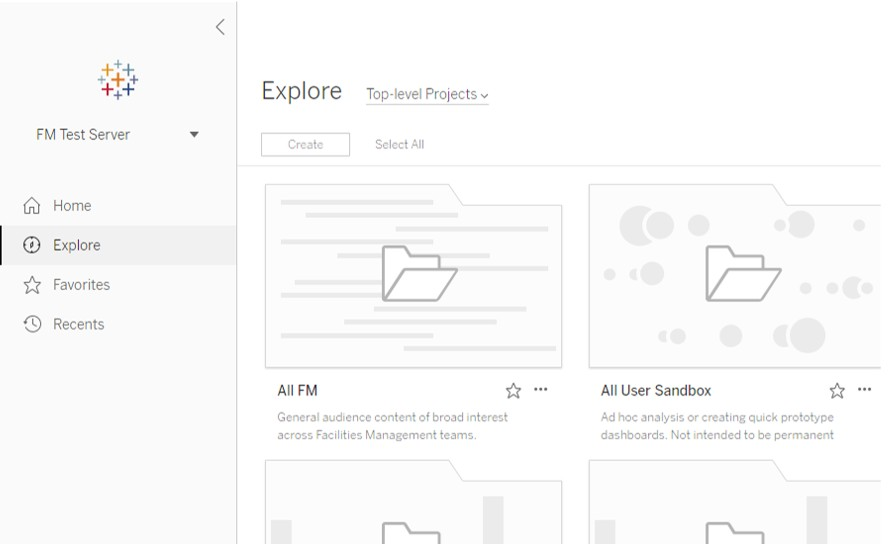 Explore
Top-level Projects
FM Test Server
Create
Select All
Home
Explore
Favorites
Recents
All FM
General audience content of broad interest
across Facilities Management teams.
All User Sandbox
Ad hoc analysis or creating quick prototype
dashboards. Not intended to be permanent